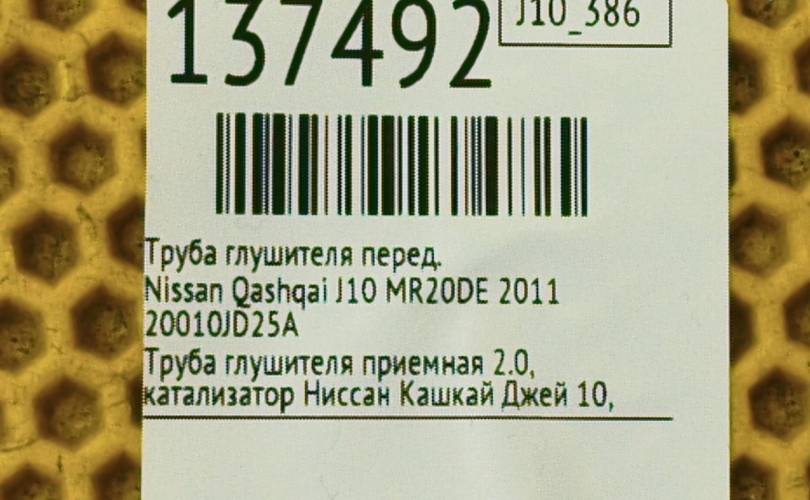 137492
J10_386
Труба глушителя перед.
Nissan Qashqai J10 MR20DE 2011
20010JD25A
Труба глушителя приемная 2.0,
катализатор Ниссан Кашкай Джей 10,